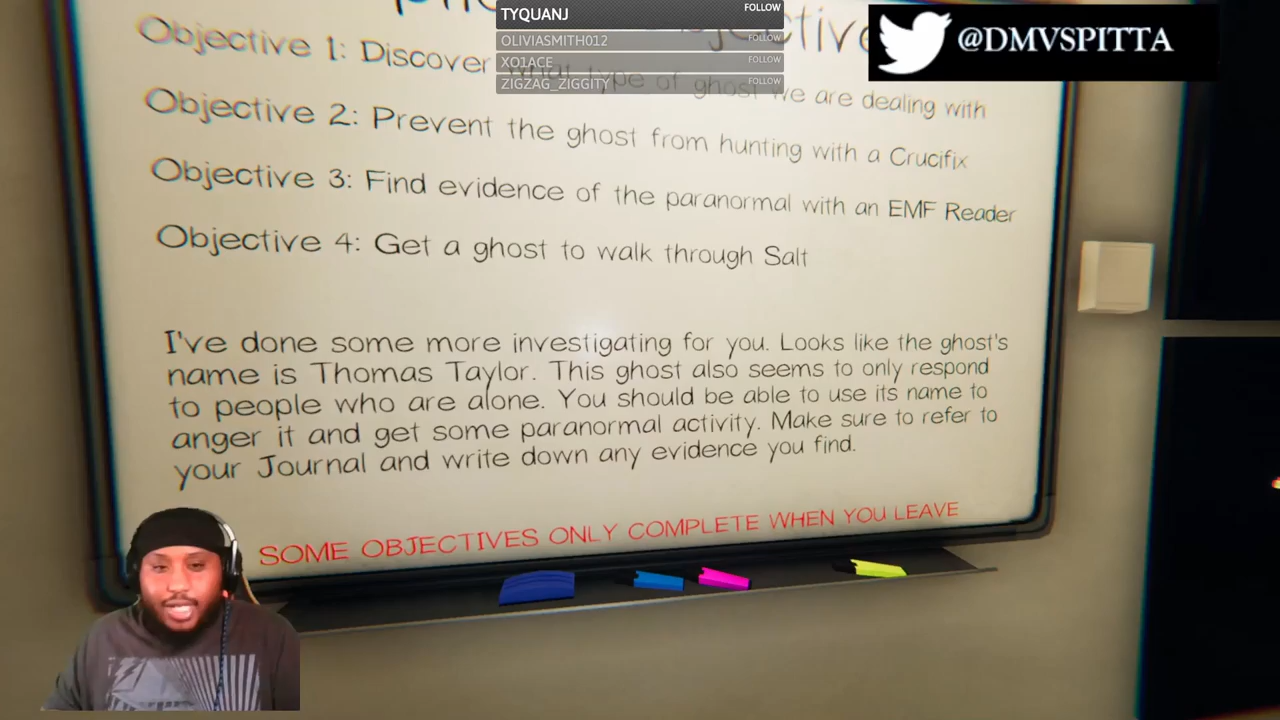 TYQUANJ FOLLOW
OLIVIASMITH012 FOLLOW
XO1ACE FOLLOW
ZIGZAG_ZIGGITY FOLLOW
@DMVSPITTA
Objective 1: Discover what type of ghost we are dealing with
Objective 2: Prevent the ghost from hunting with a Crucifix
Objective 3: Find evidence of the paranormal with an EMF Reader
Objective 4: Get a ghost to walk through Salt
I've done some more investigating for you. Looks like the ghost's
name is Thomas Taylor. This ghost also seems to only respond
to people who are alone. You should be able to use its name to
anger it and get some paranormal activity. Make sure to refer to
your Journal and write down any evidence you find.
SOME OBJECTIVES ONLY COMPLETE WHEN YOU LEAVE